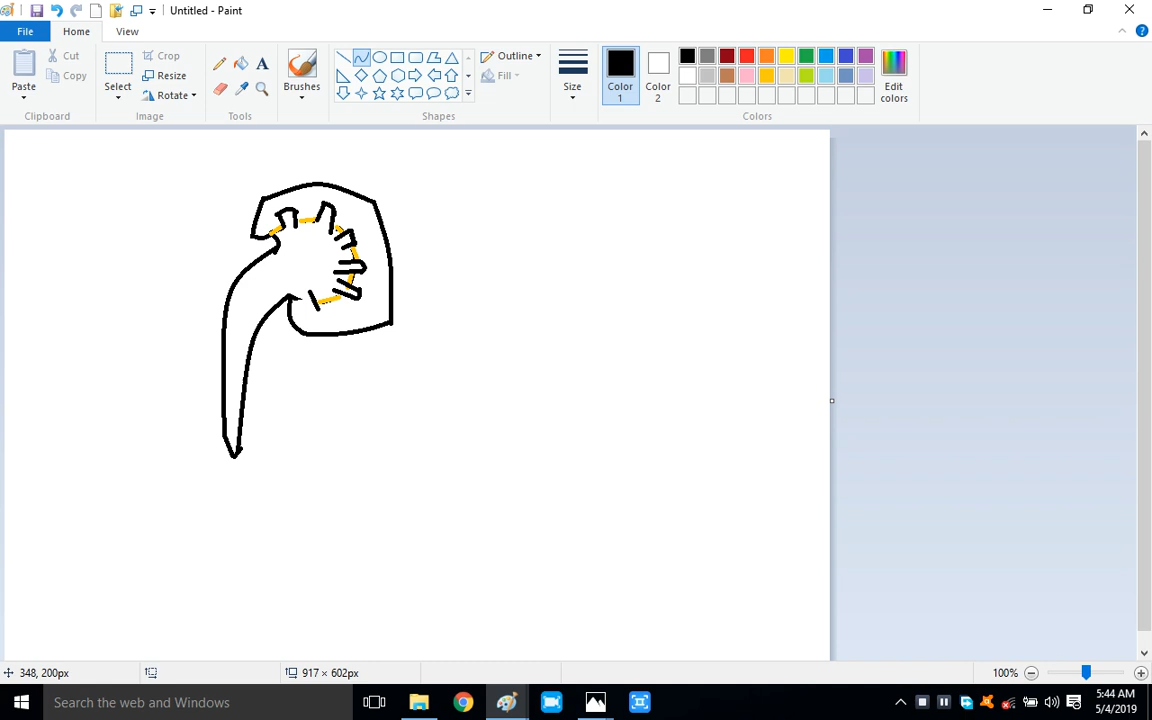 Untitled - Paint
File
Home
View
Paste
Cut
Copy
Clipboard
Select
Crop
Resize
Rotate
Image
Tools
Brushes
Outline
Fill
Shapes
Size
Color
1
Color
2
Edit
colors
Colors
348, 200px
917 × 602px
100%
Search the web and Windows
5:44 AM
5/4/2019